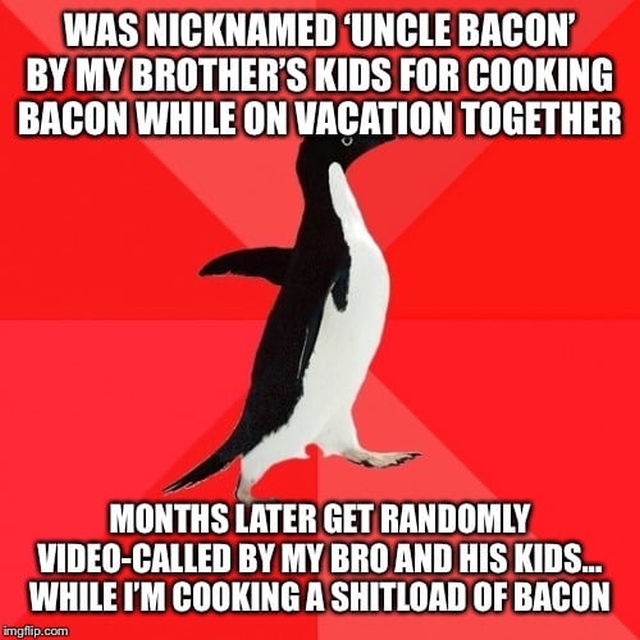 WAS NICKNAMED ‘UNCLE BACON’
BY MY BROTHER’S KIDS FOR COOKING
BACON WHILE ON VACATION TOGETHER
MONTHS LATER GET RANDOMLY
VIDEO-CALLED BY MY BRO AND HIS KIDS...
WHILE I’M COOKING A SHITLOAD OF BACON
imgflip.com